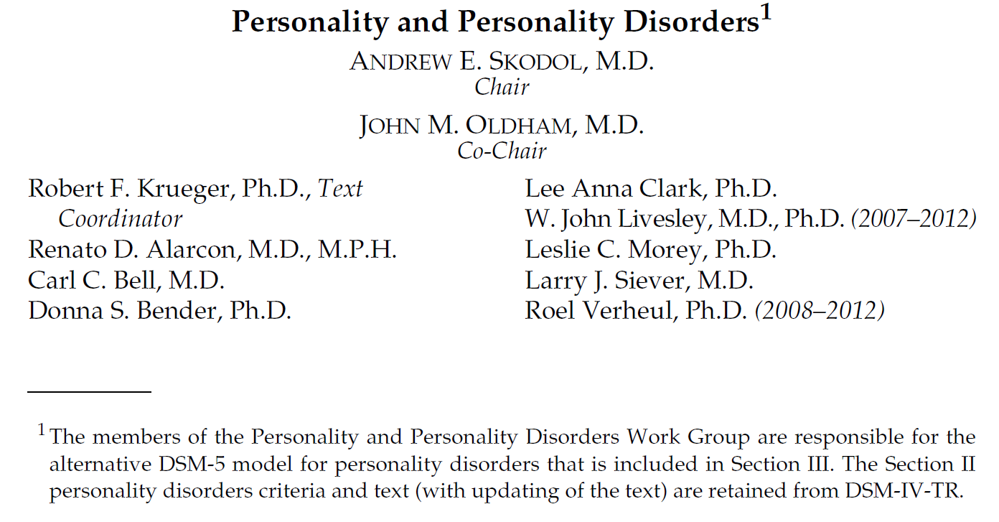 Personality and Personality Disorders1
ANDREW E. SKODOL, M.D.
Chair
JOHN M. OLDHAM, M.D.
Co-Chair
Robert F. Krueger, Ph.D., Text
Coordinator
Renato D. Alarcon, M.D., M.P.H.
Carl C. Bell, M.D.
Donna S. Bender, Ph.D.
Lee Anna Clark, Ph.D.
W. John Livesley, M.D., Ph.D. (2007–2012)
Leslie C. Morey, Ph.D.
Larry J. Siever, M.D.
Roel Verheul, Ph.D. (2008–2012)
1 The members of the Personality and Personality Disorders Work Group are responsible for the
alternative DSM-5 model for personality disorders that is included in Section III. The Section II
personality disorders criteria and text (with updating of the text) are retained from DSM-IV-TR.